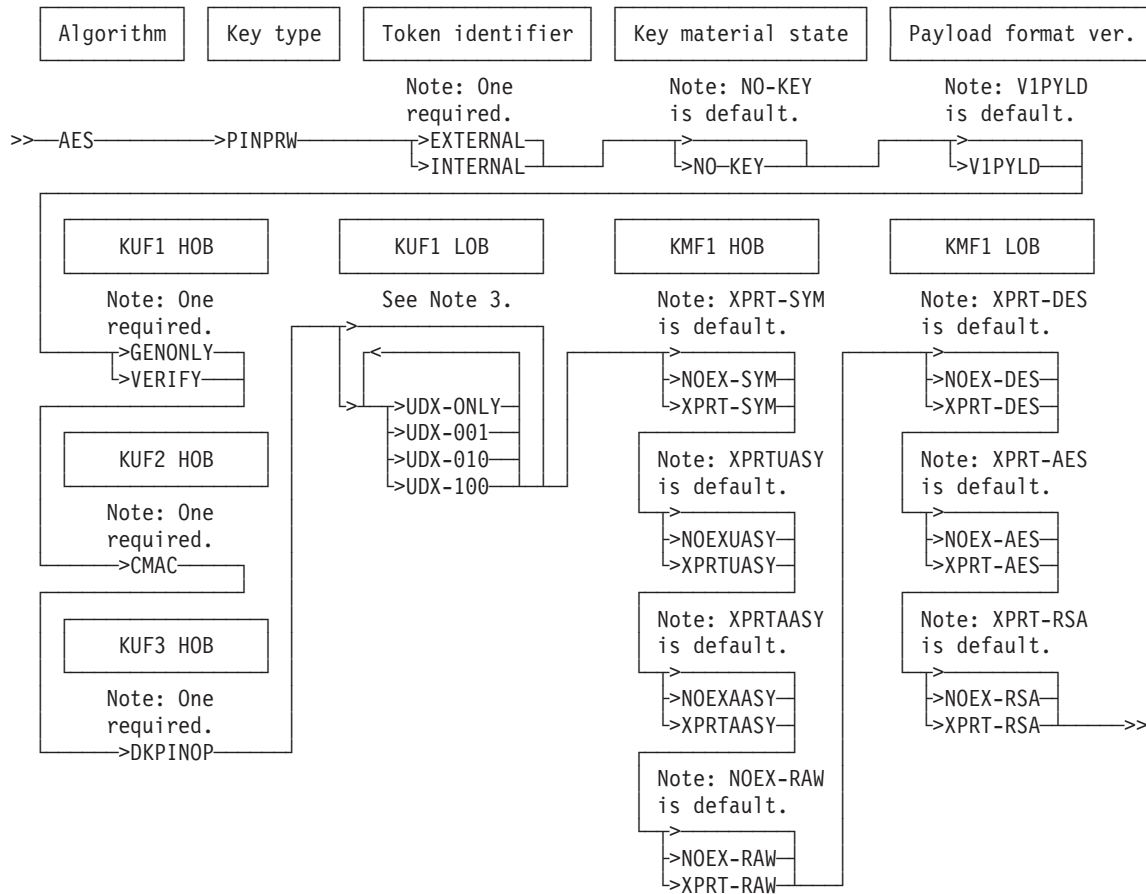 Algorithm Key type Token identifier Key material state Payload format ver.
Note: One Note: NO-KEY Note: V1PYLD
required. is default. is default.
>>—AES—>PINPRW—>EXTERNAL > >
>INTERNAL >NO-KEY >V1PYLD
KUF1 HOB KUF1 LOB KMF1 HOB KMF1 LOB
Note: One See Note 3. Note: XPRT-SYM Note: XPRT-DES
required. is default. is default.
>GENONLY < > >
>VERIFY >NOEX-SYM >NOEX-DES
>UDX-ONLY >XPRT-SYM >XPRT-DES
>UDX-001
KUF2 HOB >UDX-010 Note: XPRTUASY Note: XPRT-AES
>UDX-100 is default. is default.
Note: One > >
required. >NOEXUASY >NOEX-AES
>CMAC >XPRTUASY >XPRT-AES
KUF3 HOB Note: XPRTAASY Note: XPRT-RSA
is default. is default.
Note: One > >
required. >NOEXAASY >NOEX-RSA
>DKPINOP >XPRTAASY >XPRT-RSA—>>
Note: NOEX-RAW
is default.
>
>NOEX-RAW
>XPRT-RAW